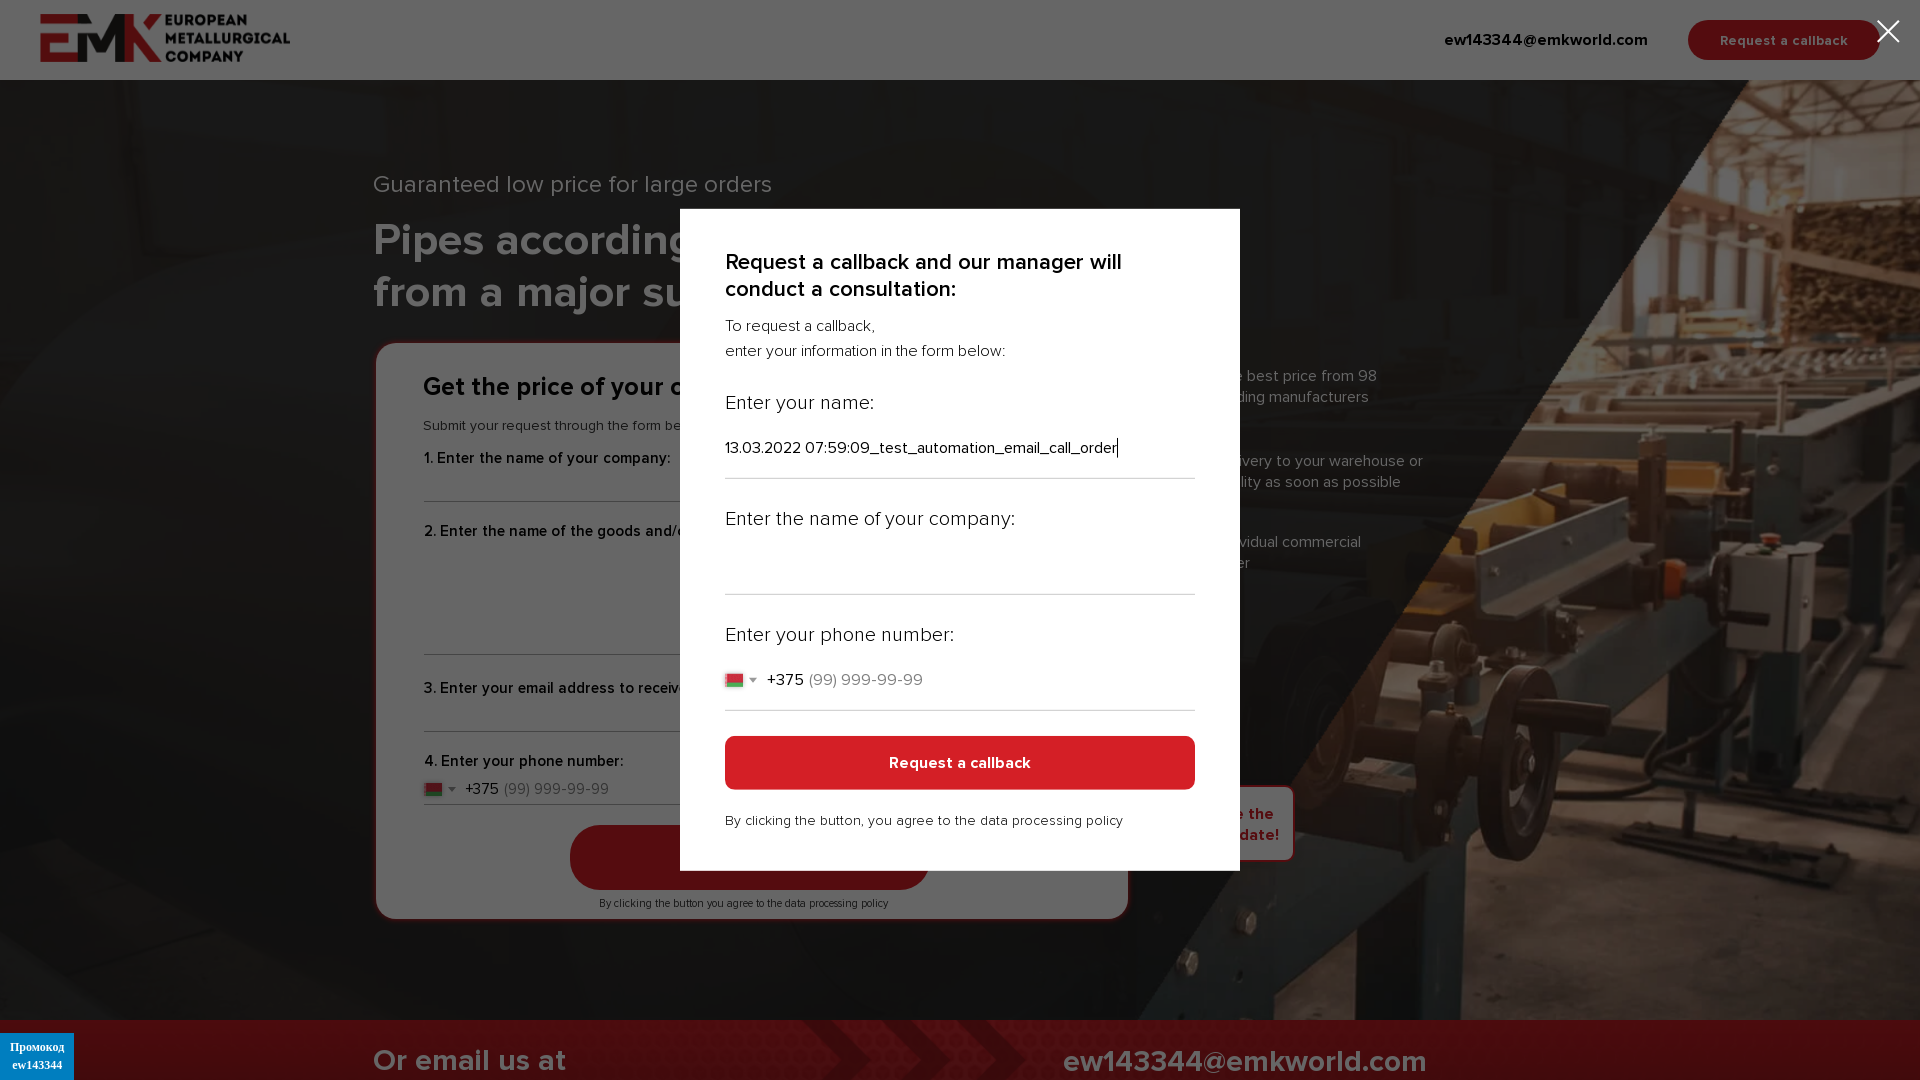 EUROPEAN
METALLURGICAL
COMPANY
EMK
ew143344@emkworld.com
Request a callback
Guaranteed low price for large orders
Pipes according
from a major su
Get the price of your
Submit your request through the form be
1. Enter the name of your company:
2. Enter the name of the goods and/
3. Enter your email address to receive
4. Enter your phone number:
+375 (99) 999-99-99
By clicking the button you agree to the data processing policy
best price from 98
ding manufacturers
ivery to your warehouse or
lity as soon as possible
vidual commercial
er
e the
date!
Request a callback and our manager will
conduct a consultation:
To request a callback,
enter your information in the form below:
Enter your name:
13.03.2022 07:59:09_test_automation_email_call_order
Enter the name of your company:
Enter your phone number:
+375 (99) 999-99-99
Request a callback
By clicking the button, you agree to the data processing policy
Or email us at
ew143344@emkworld.com
Промокод
ew143344